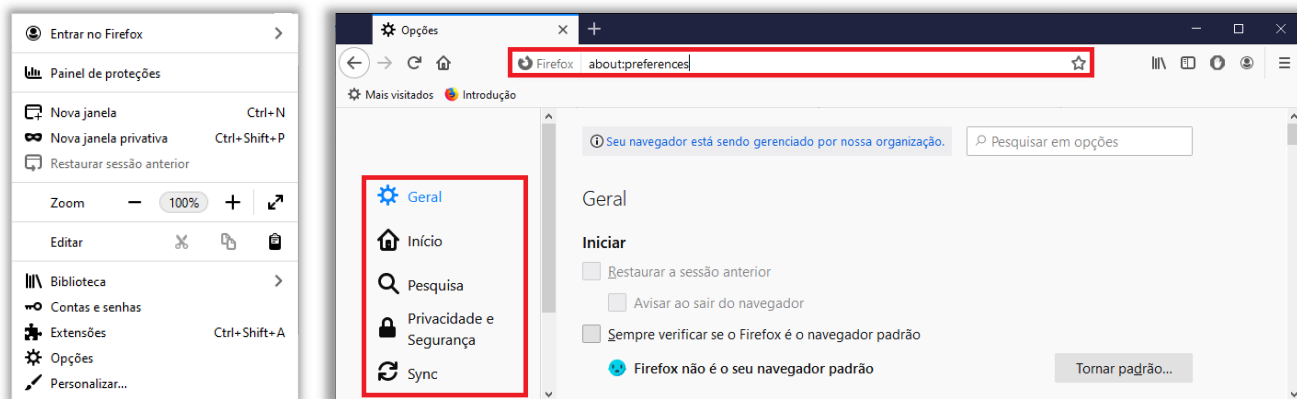 Entrar no Firefox
Painel de proteções
Nova janela Ctrl+N
Nova janela privativa Ctrl+Shift+P
Restaurar sessão anterior
Zoom 100%
Editar
Biblioteca
Contas e senhas
Extensões Ctrl+Shift+A
Opções
Personalizar...
Opções
Firefox about:preferences
Mais visitados Introdução
Seu navegador está sendo gerenciado por nossa organização. Pesquisar em opções
Geral
Início
Pesquisa
Privacidade e
Segurança
Sync
Geral
Iniciar
Restaurar a sessão anterior
Avisar ao sair do navegador
Sempre verificar se o Firefox é o navegador padrão
Firefox não é o seu navegador padrão Tornar padrão...